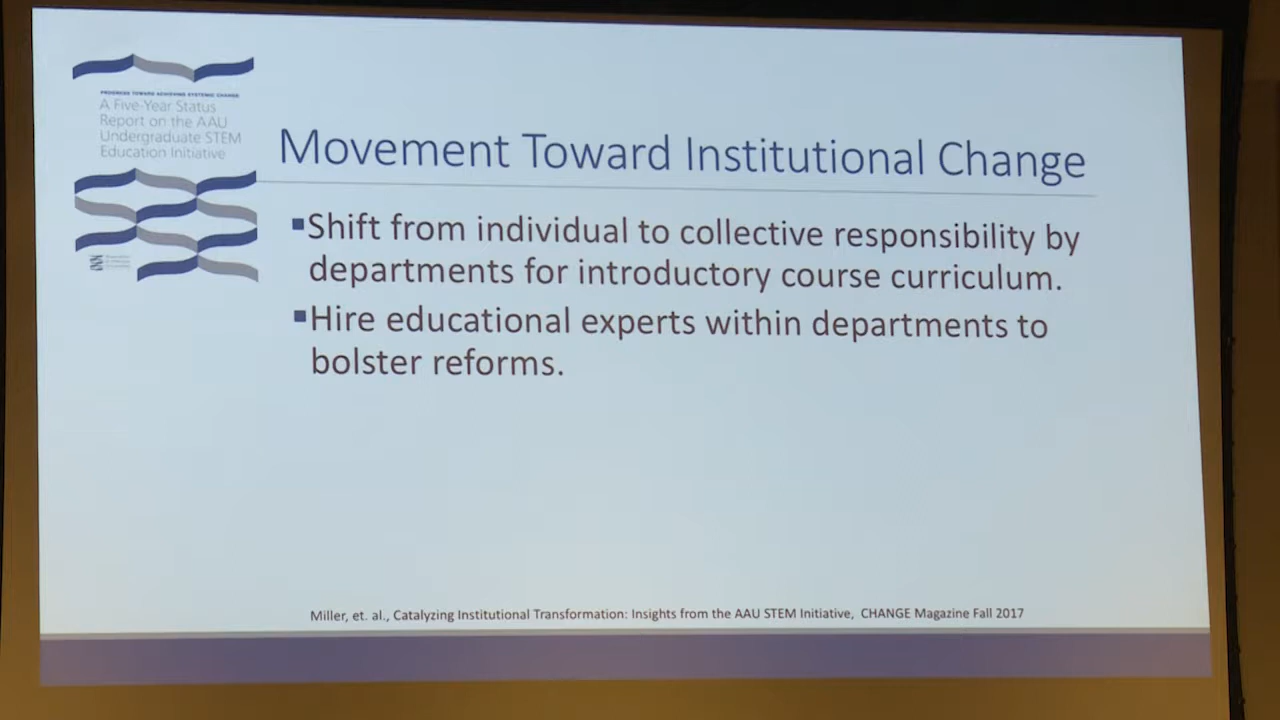 PROGRESS TOWARD ACHIEVING SYSTEMIC CHANGE
A Five-Year Status
Report on the AAU
Undergraduate STEM
Education Initiative
Movement Toward Institutional Change
▪Shift from individual to collective responsibility by
departments for introductory course curriculum.
▪Hire educational experts within departments to
bolster reforms.
Miller, et. al., Catalyzing Institutional Transformation: Insights from the AAU STEM Initiative, CHANGE Magazine Fall 2017